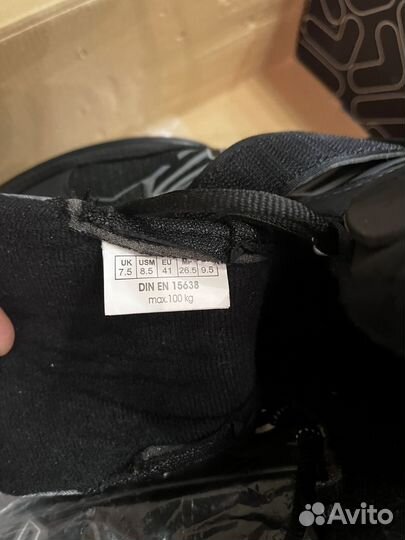 UK USM EU
7.5 8.5 41 26.5 9.5
DIN EN 15638
max.100 kg
Avito